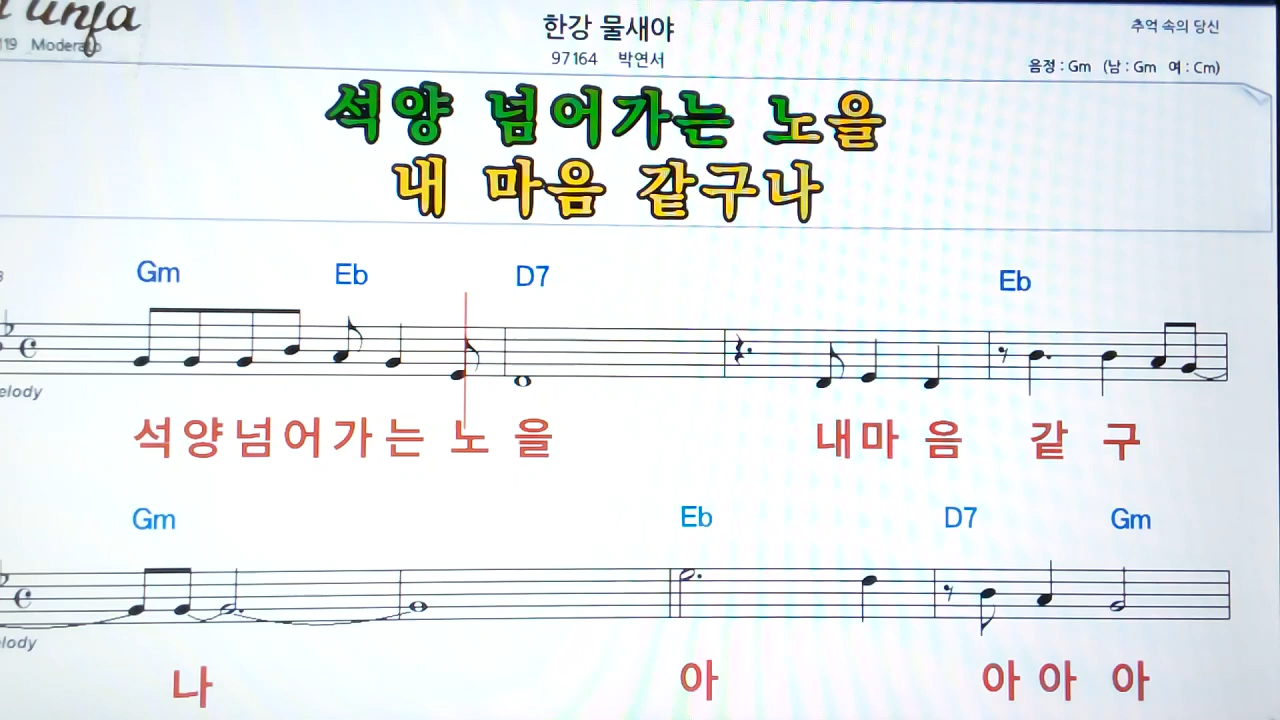 한강 물새야
추억 속의 당신
119 Moderato
97164 박연서
음정 : Gm (남 : Gm 여 : Cm)
석양 넘어가는 노을
내 마음 같구나
Gm Eb D7 Eb
elody
석양넘어가는 노 을 내마 음 같 구
Gm Eb D7 Gm
elody
나 아 아 아 아